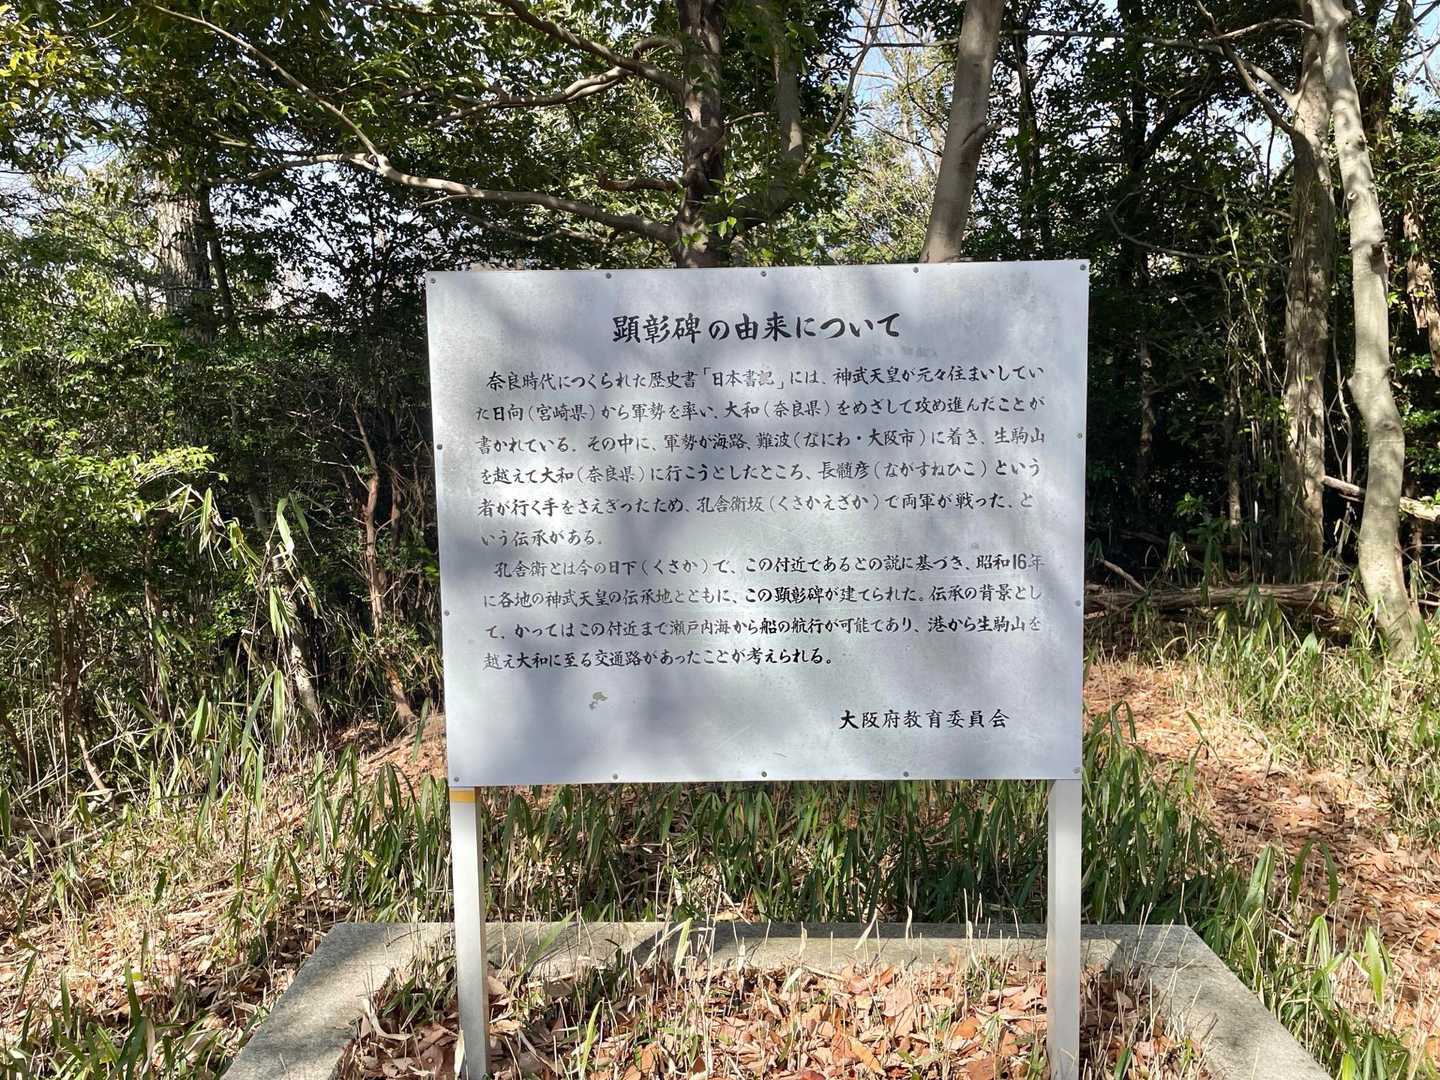 顕彰碑の由来について
奈良時代につくられた歴史書「日本書記」には、神武天皇が元々住まいしてい
た日向(宮崎県)から軍勢を率い、大和(奈良県)をめざして攻め進んだことが
書かれている。その中に、軍勢が海路、難波(なにわ・大阪市)に着き、生駒山
を越えて大和(奈良県)に行こうとしたところ、長髄彦(ながすねひこ)という
者が行く手をさえぎったため、孔舎衛坂(くさかえざか)で両軍が戦った、と
いう伝承がある。
孔舎衛とは今の日下(くさか)で、この付近であるとの説に基づき、昭和16年
に各地の神武天皇の伝承地とともに、この顕彰碑が建てられた。伝承の背景とし
て、かってはこの付近まで瀬戸内海から船の航行が可能であり、港から生駒山を
越え大和に至る交通路があったことが考えられる。
大阪府教育委員会